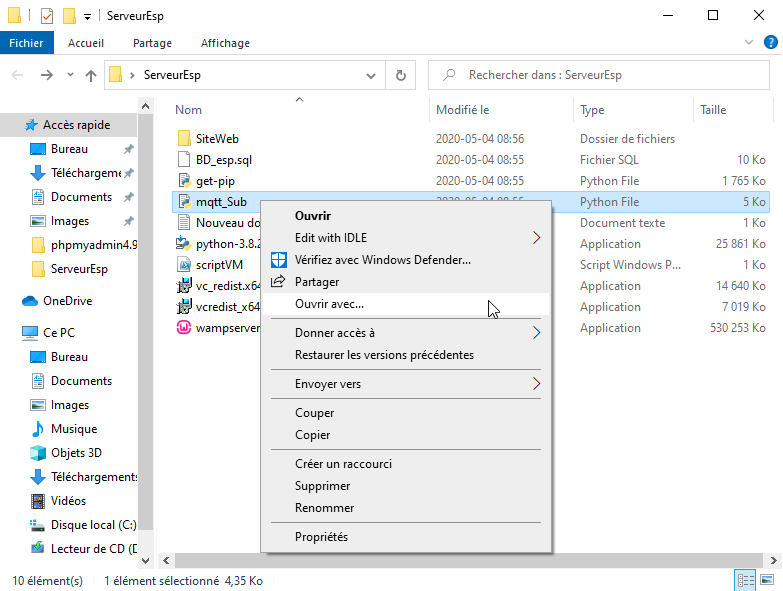 ServeurEsp
Fichier Accueil Partage Affichage
ServeurEsp
Rechercher dans : ServeurEsp
Nom Modifié le Type Taille
Accès rapide
Bureau
Téléchargeme
Documents
Images
phpmyadmin4.9
ServeurEsp
OneDrive
Ce PC
Bureau
Documents
Images
Musique
Objets 3D
Téléchargements
Vidéos
Disque local (C:)
Lecteur de CD (D
SiteWeb 2020-05-04 08:56 Dossier de fichiers
BD_esp.sql 2020-05-04 08:55 Fichier SQL 10 Ko
get-pip 2020-05-04 08:55 Python File 1 765 Ko
mqtt_Sub 2020-05-04 08:55 Python File 5 Ko
Nouveau do Document texte 1 Ko
python-3.8.2 Application 25 861 Ko
scriptVM Script Windows P... 1 Ko
vc_redist.x64 Application 14 640 Ko
vcredist_x64 Application 7 019 Ko
wampserver Application 530 253 Ko
Ouvrir
Edit with IDLE
Vérifiez avec Windows Defender...
Partager
Ouvrir avec...
Donner accès à
Restaurer les versions précédentes
Envoyer vers
Couper
Copier
Créer un raccourci
Supprimer
Renommer
Propriétés
10 élément(s) 1 élément sélectionné 4,35 Ko